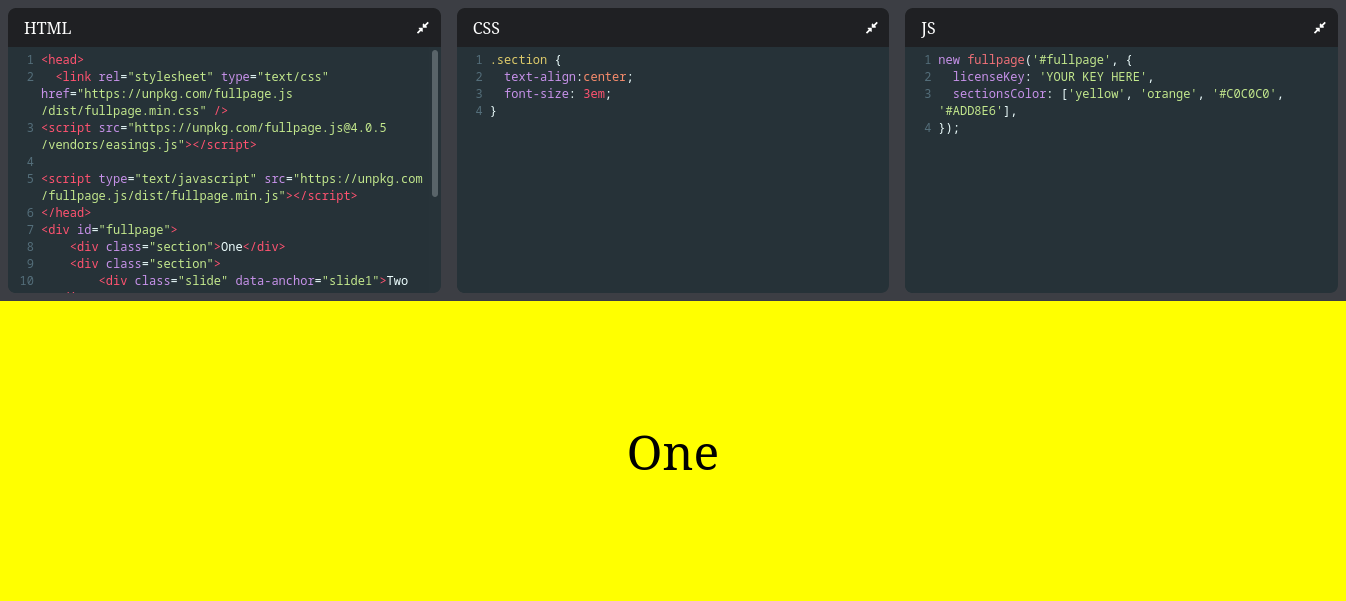 HTML
1 <head>
2   <link rel="stylesheet" type="text/css"
href="https://unpkg.com/fullpage.js
/dist/fullpage.min.css" />
3 <script src="https://unpkg.com/fullpage.js@4.0.5
/vendors/easings.js"></script>
4
5 <script type="text/javascript" src="https://unpkg.com
/fullpage.js/dist/fullpage.min.js"></script>
6 </head>
7 <div id="fullpage">
8     <div class="section">One</div>
9     <div class="section">
10         <div class="slide" data-anchor="slide1">Two
CSS
1 .section {
2   text-align:center;
3   font-size: 3em;
4 }
JS
1 new fullpage('#fullpage', {
2   licenseKey: 'YOUR KEY HERE',
3   sectionsColor: ['yellow', 'orange', '#C0C0C0',
'#ADD8E6'],
4 });
One